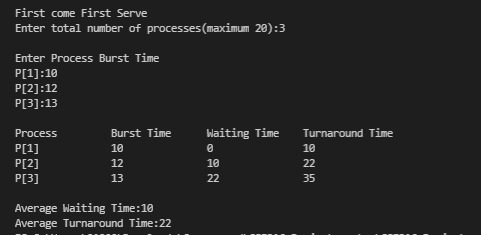 First come First Serve
Enter total number of processes(maximum 20):3
Enter Process Burst Time
P[1]:10
P[2]:12
P[3]:13
Process Burst Time Waiting Time Turnaround Time
P[1] 10 0 10
P[2] 12 10 22
P[3] 13 22 35
Average Waiting Time:10
Average Turnaround Time:22